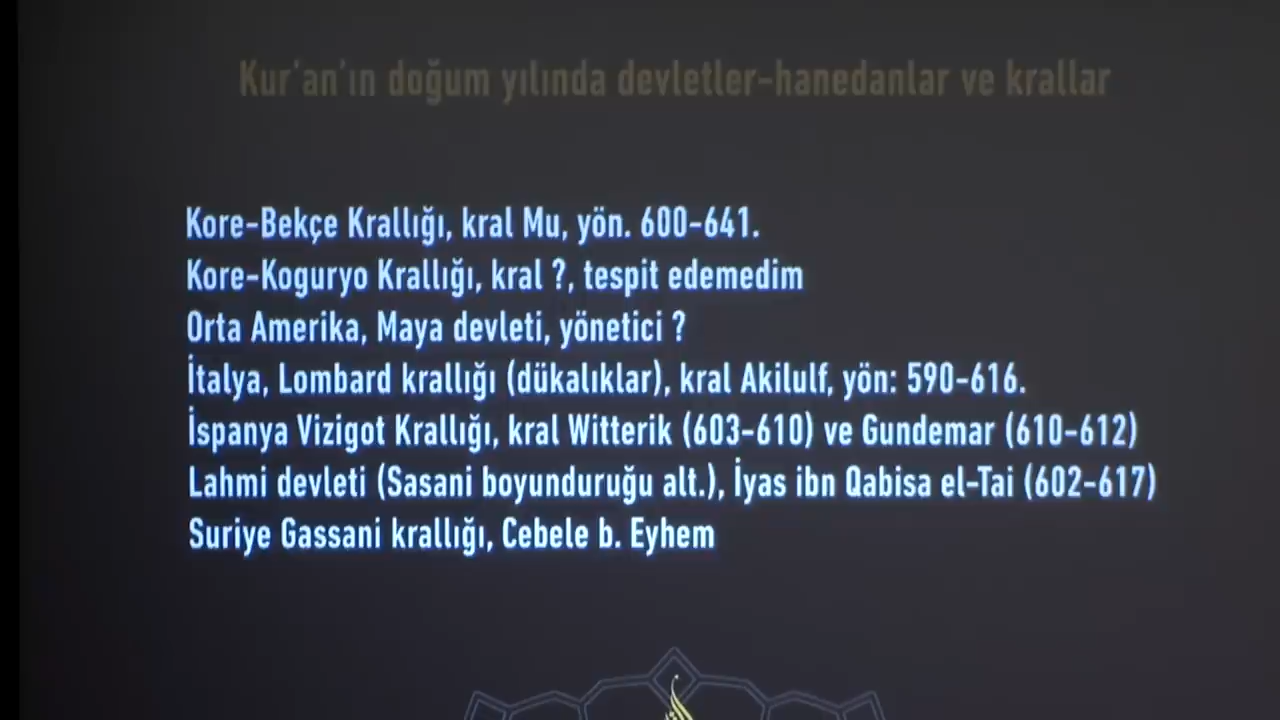 Kur'an'ın doğum yılında devletler-hanedanlar ve krallar
Kore-Bekçe Krallığı, kral Mu, yön. 600-641.
Kore-Koguryo Krallığı, kral ?, tespit edemedim
Orta Amerika, Maya devleti, yönetici ?
İtalya, Lombard krallığı (dükalıklar), kral Akilulf, yön: 590-616.
İspanya Vizigot Krallığı, kral Witterik (603-610) ve Gundemar (610-612)
Lahmi devleti (Sasani boyunduruğu alt.), İyas ibn Qabisa el-Tai (602-617)
Suriye Gassani krallığı, Cebele b. Eyhem